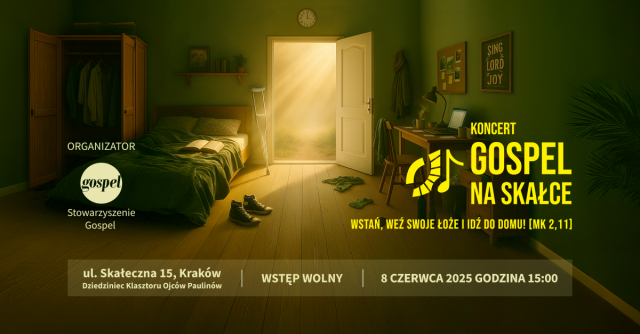 SING
LORD
JOY
ORGANIZATOR
gospel
Stowarzyszenie
Gospel
KONCERT
GOSPEL
NA SKAŁCE
WSTAŃ, WEŹ SWOJE ŁOŻE I IDŹ DO DOMU! [MK 2,11]
ul. Skałeczna 15, Kraków
Dziedziniec Klasztoru Ojców Paulinów
WSTĘP WOLNY
8 CZERWCA 2025 GODZINA 15:00